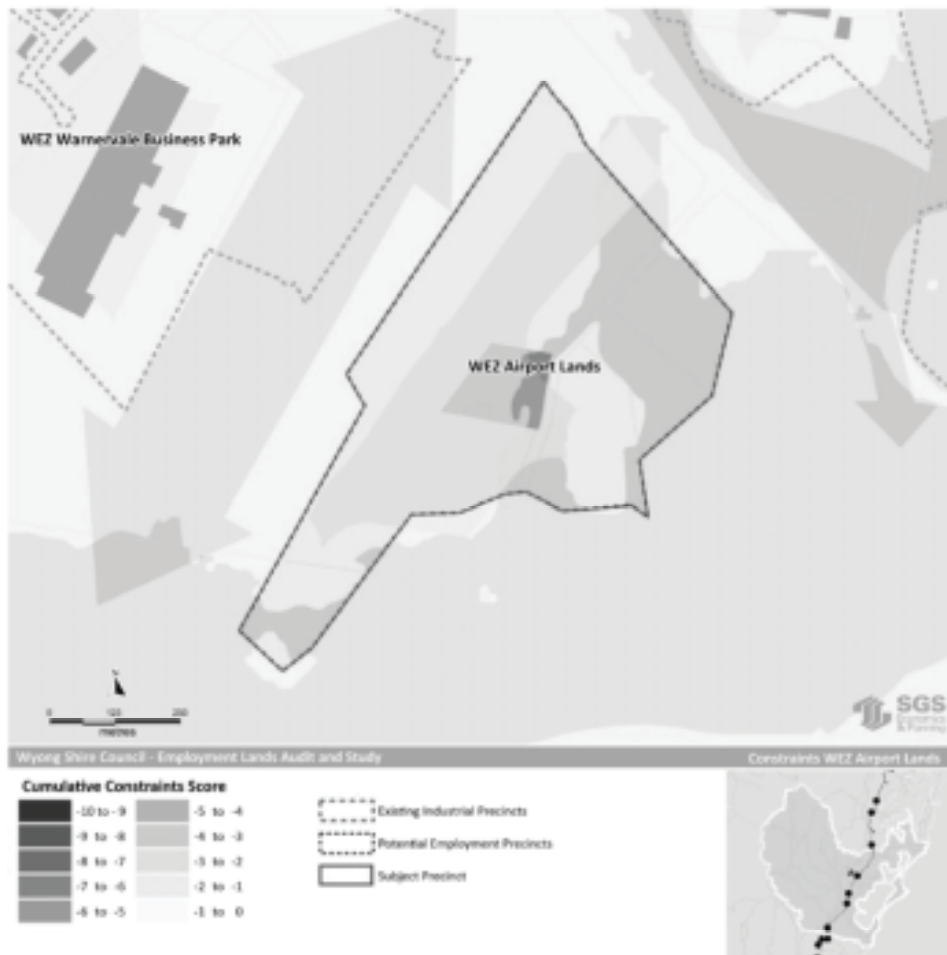 WEZ Warnervale Business Park
WEZ Airport Lands
N
0
metres
SGS
Economics
& Planning
Wyong Shire Council - Employment Lands Audit and Study
Constraints WEZ Airport Lands
Cumulative Constraints Score
-10 to -9
-9 to -8
-8 to -7
-7 to -6
-6 to -5
-5 to -4
-4 to -3
-3 to -2
-2 to -1
-1 to 0
Existing Industrial Precincts
Potential Employment Precincts
Subject Precinct